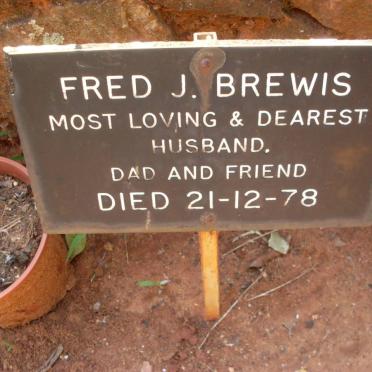 FRED J. BREWIS
MOST LOVING & DEAREST
HUSBAND.
DAD AND FRIEND
DIED 21-12-78